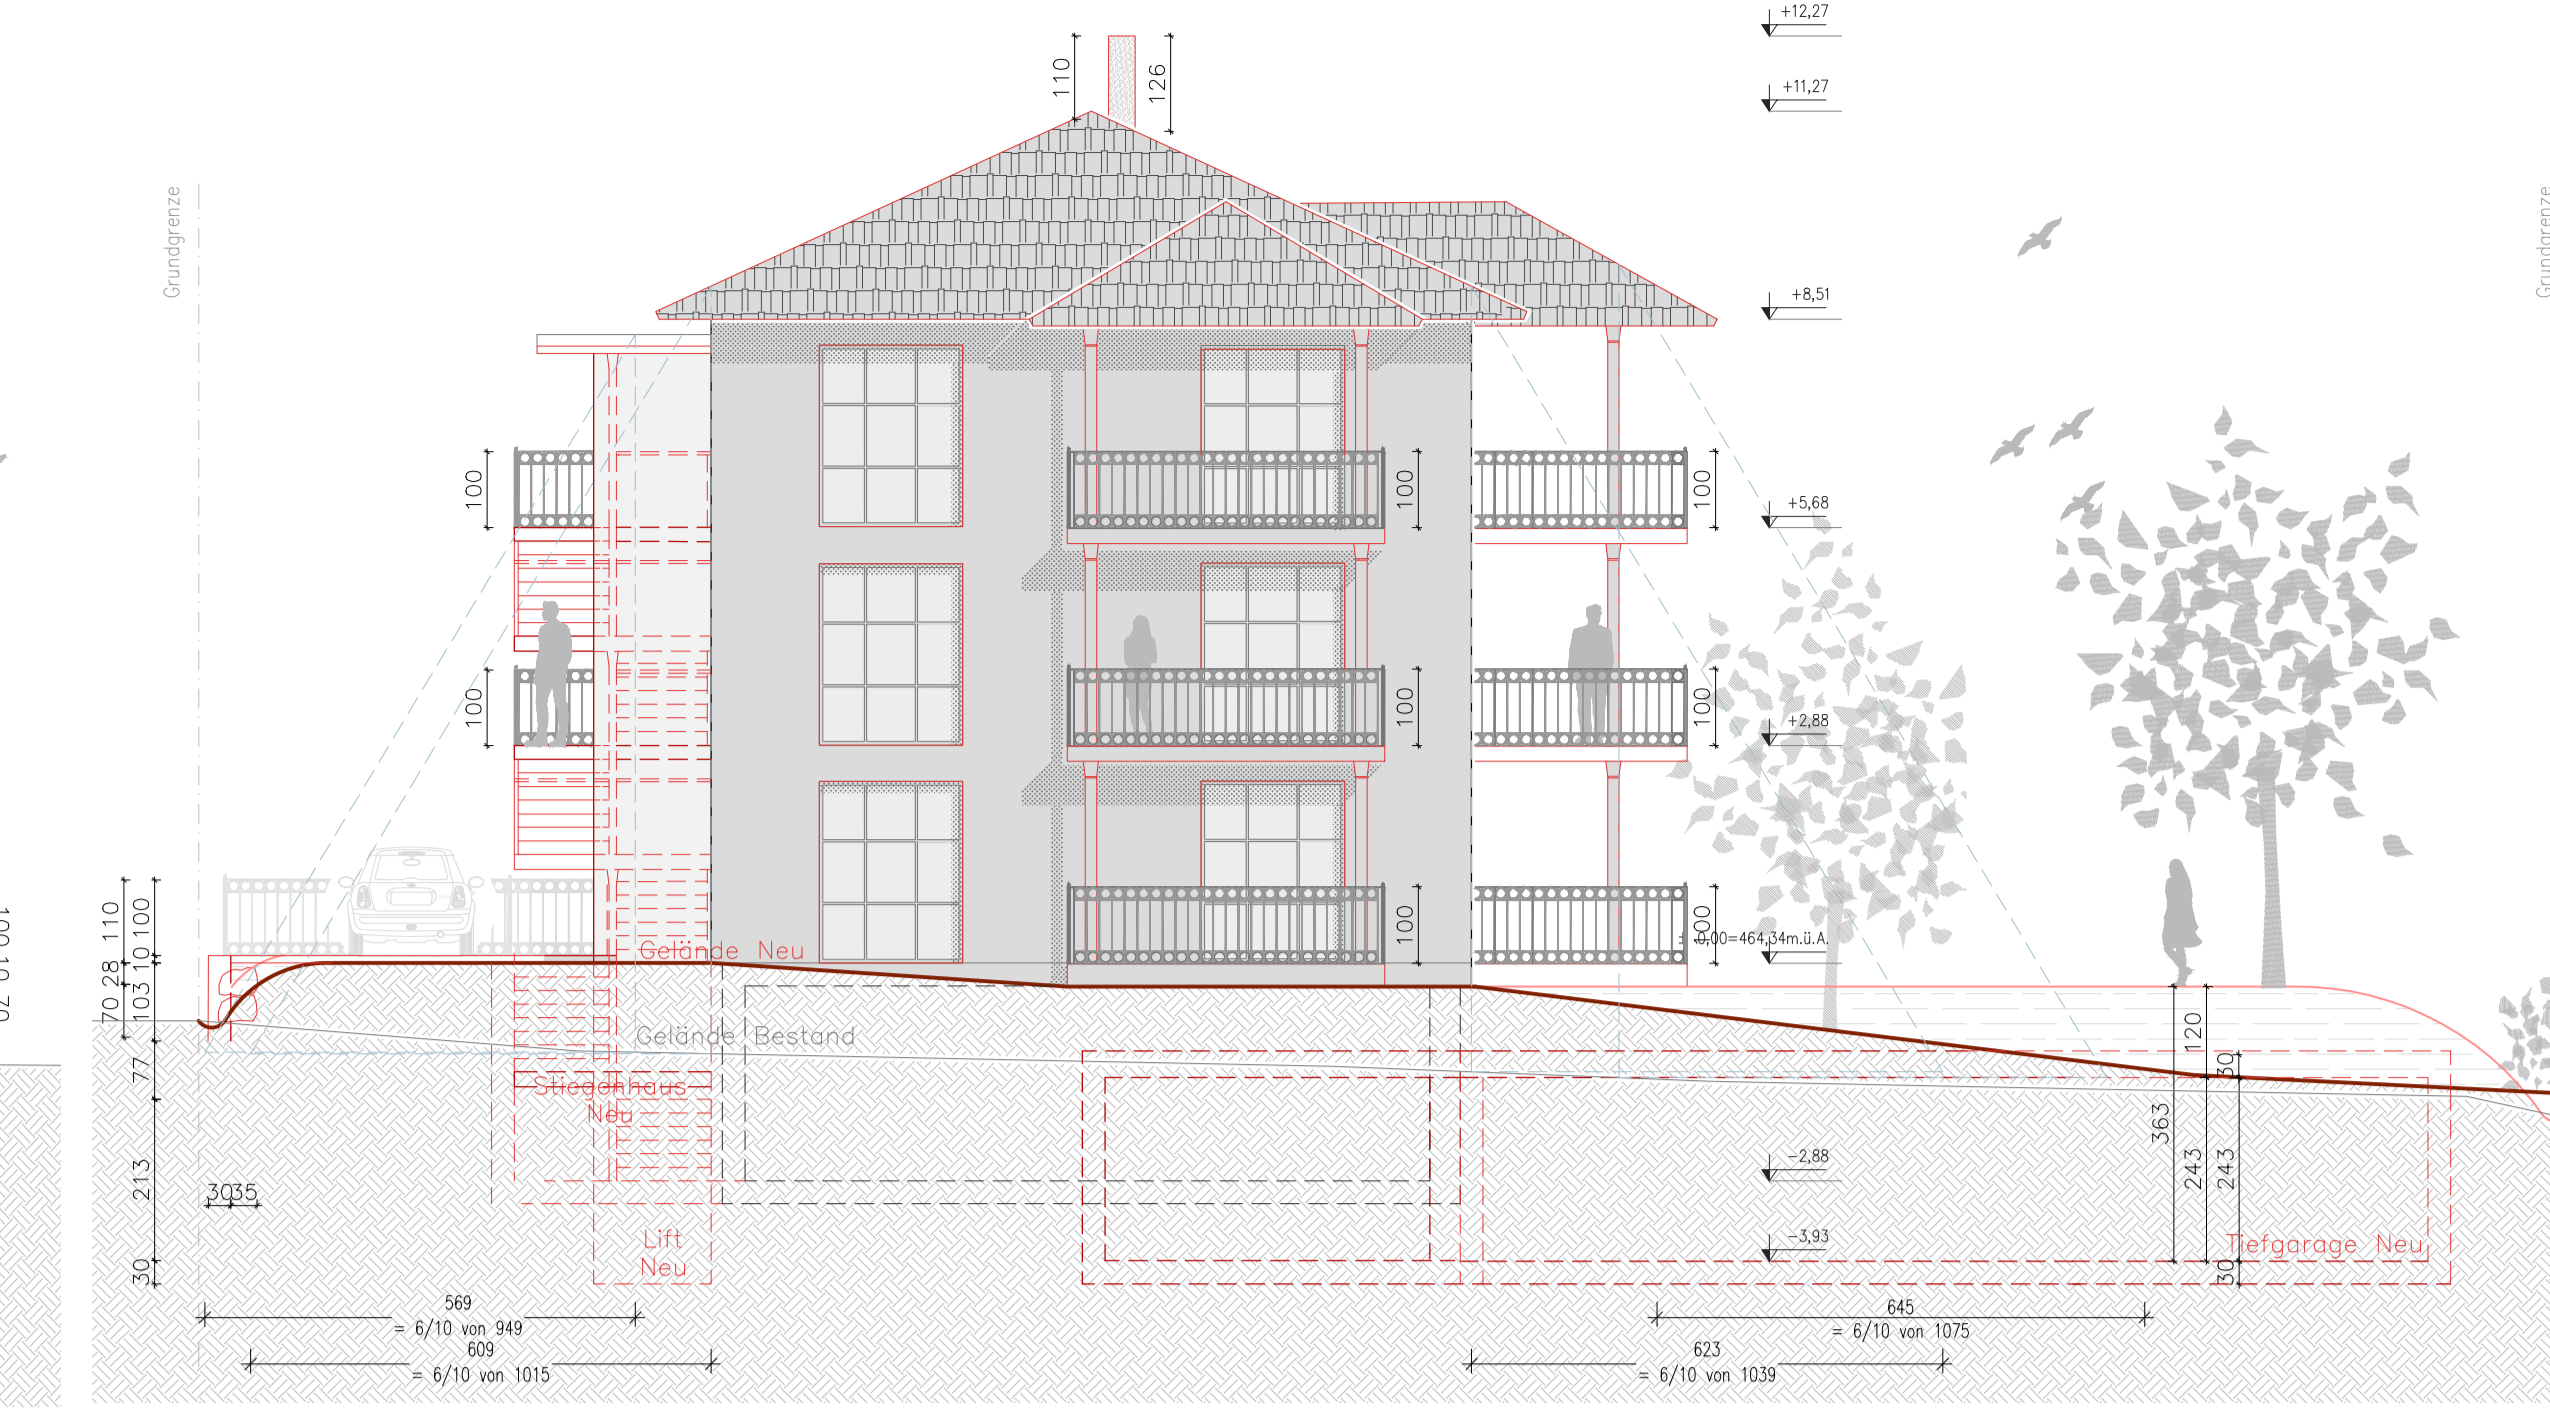 +12,27
110
126
+11,27
Grundgrenze
Grundgrenze
+8,51
100
100
100
+5,68
100
100
100
+2,88
110
100
100
100
±0,00=464,34m.ü.A.
Gelände Neu
10
28
103
70
Gelände Bestand
120
30
77
Stiegenhaus
Neu
363
243
243
-2,88
213
30
35
Lift
Neu
-3,93
Tiefgarage Neu
30
30
569
= 6/10 von 949
609
= 6/10 von 1015
645
= 6/10 von 1075
623
= 6/10 von 1039